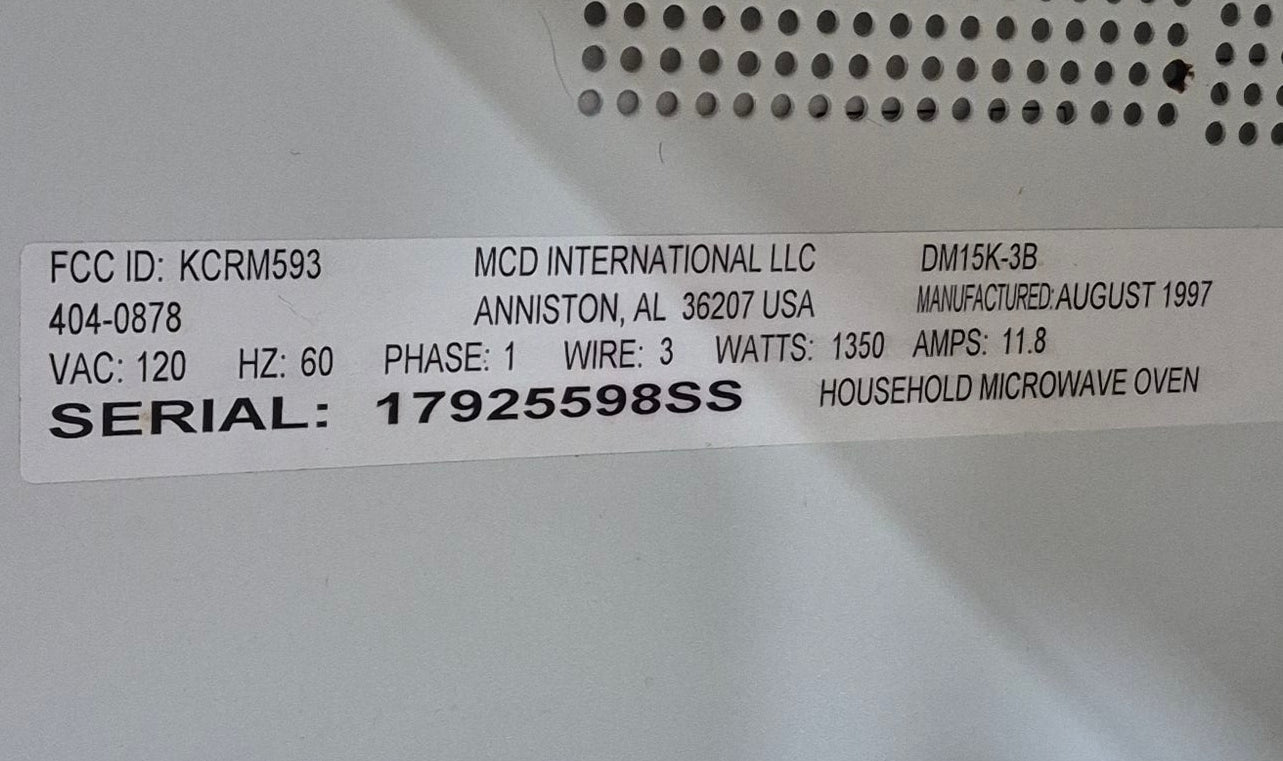 FCC ID: KCRM593 MCD INTERNATIONAL LLC DM15K-3B
404-0878 ANNISTON, AL 36207 USA MANUFACTURED: AUGUST 1997
VAC: 120 HZ: 60 PHASE: 1 WIRE: 3 WATTS: 1350 AMPS: 11.8
SERIAL: 17925598SS HOUSEHOLD MICROWAVE OVEN